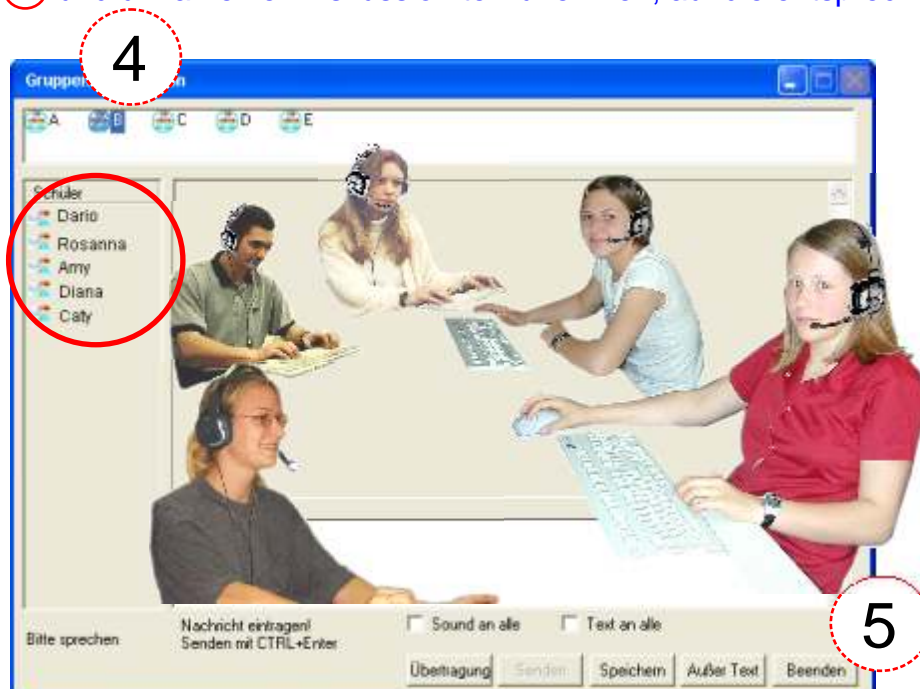 4
Gruppen
A B C D E
Schüler
Dario
Rosanna
Amy
Diana
Caty
Bitte sprechen
Nachricht eintragen!
Senden mit CTRL+Enter
Sound an alle
Text an alle
5
Übertragung Senden Speichern Außer Text Beenden